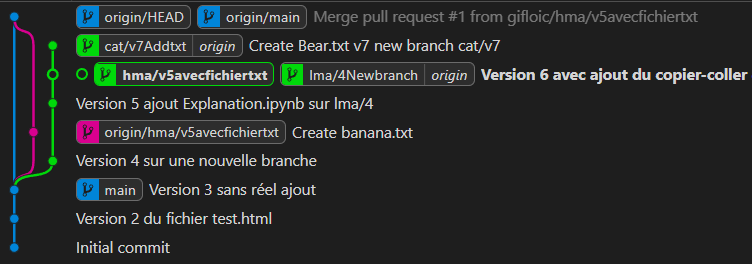 origin/HEAD origin/main Merge pull request #1 from gifloic/hma/v5avecfichiertxt
cat/v7Addtxt origin Create Bear.txt v7 new branch cat/v7
hma/v5avecfichiertxt lma/4Newbranch origin Version 6 avec ajout du copier-coller
Version 5 ajout Explanation.ipynb sur lma/4
origin/hma/v5avecfichiertxt Create banana.txt
Version 4 sur une nouvelle branche
main Version 3 sans réel ajout
Version 2 du fichier test.html
Initial commit